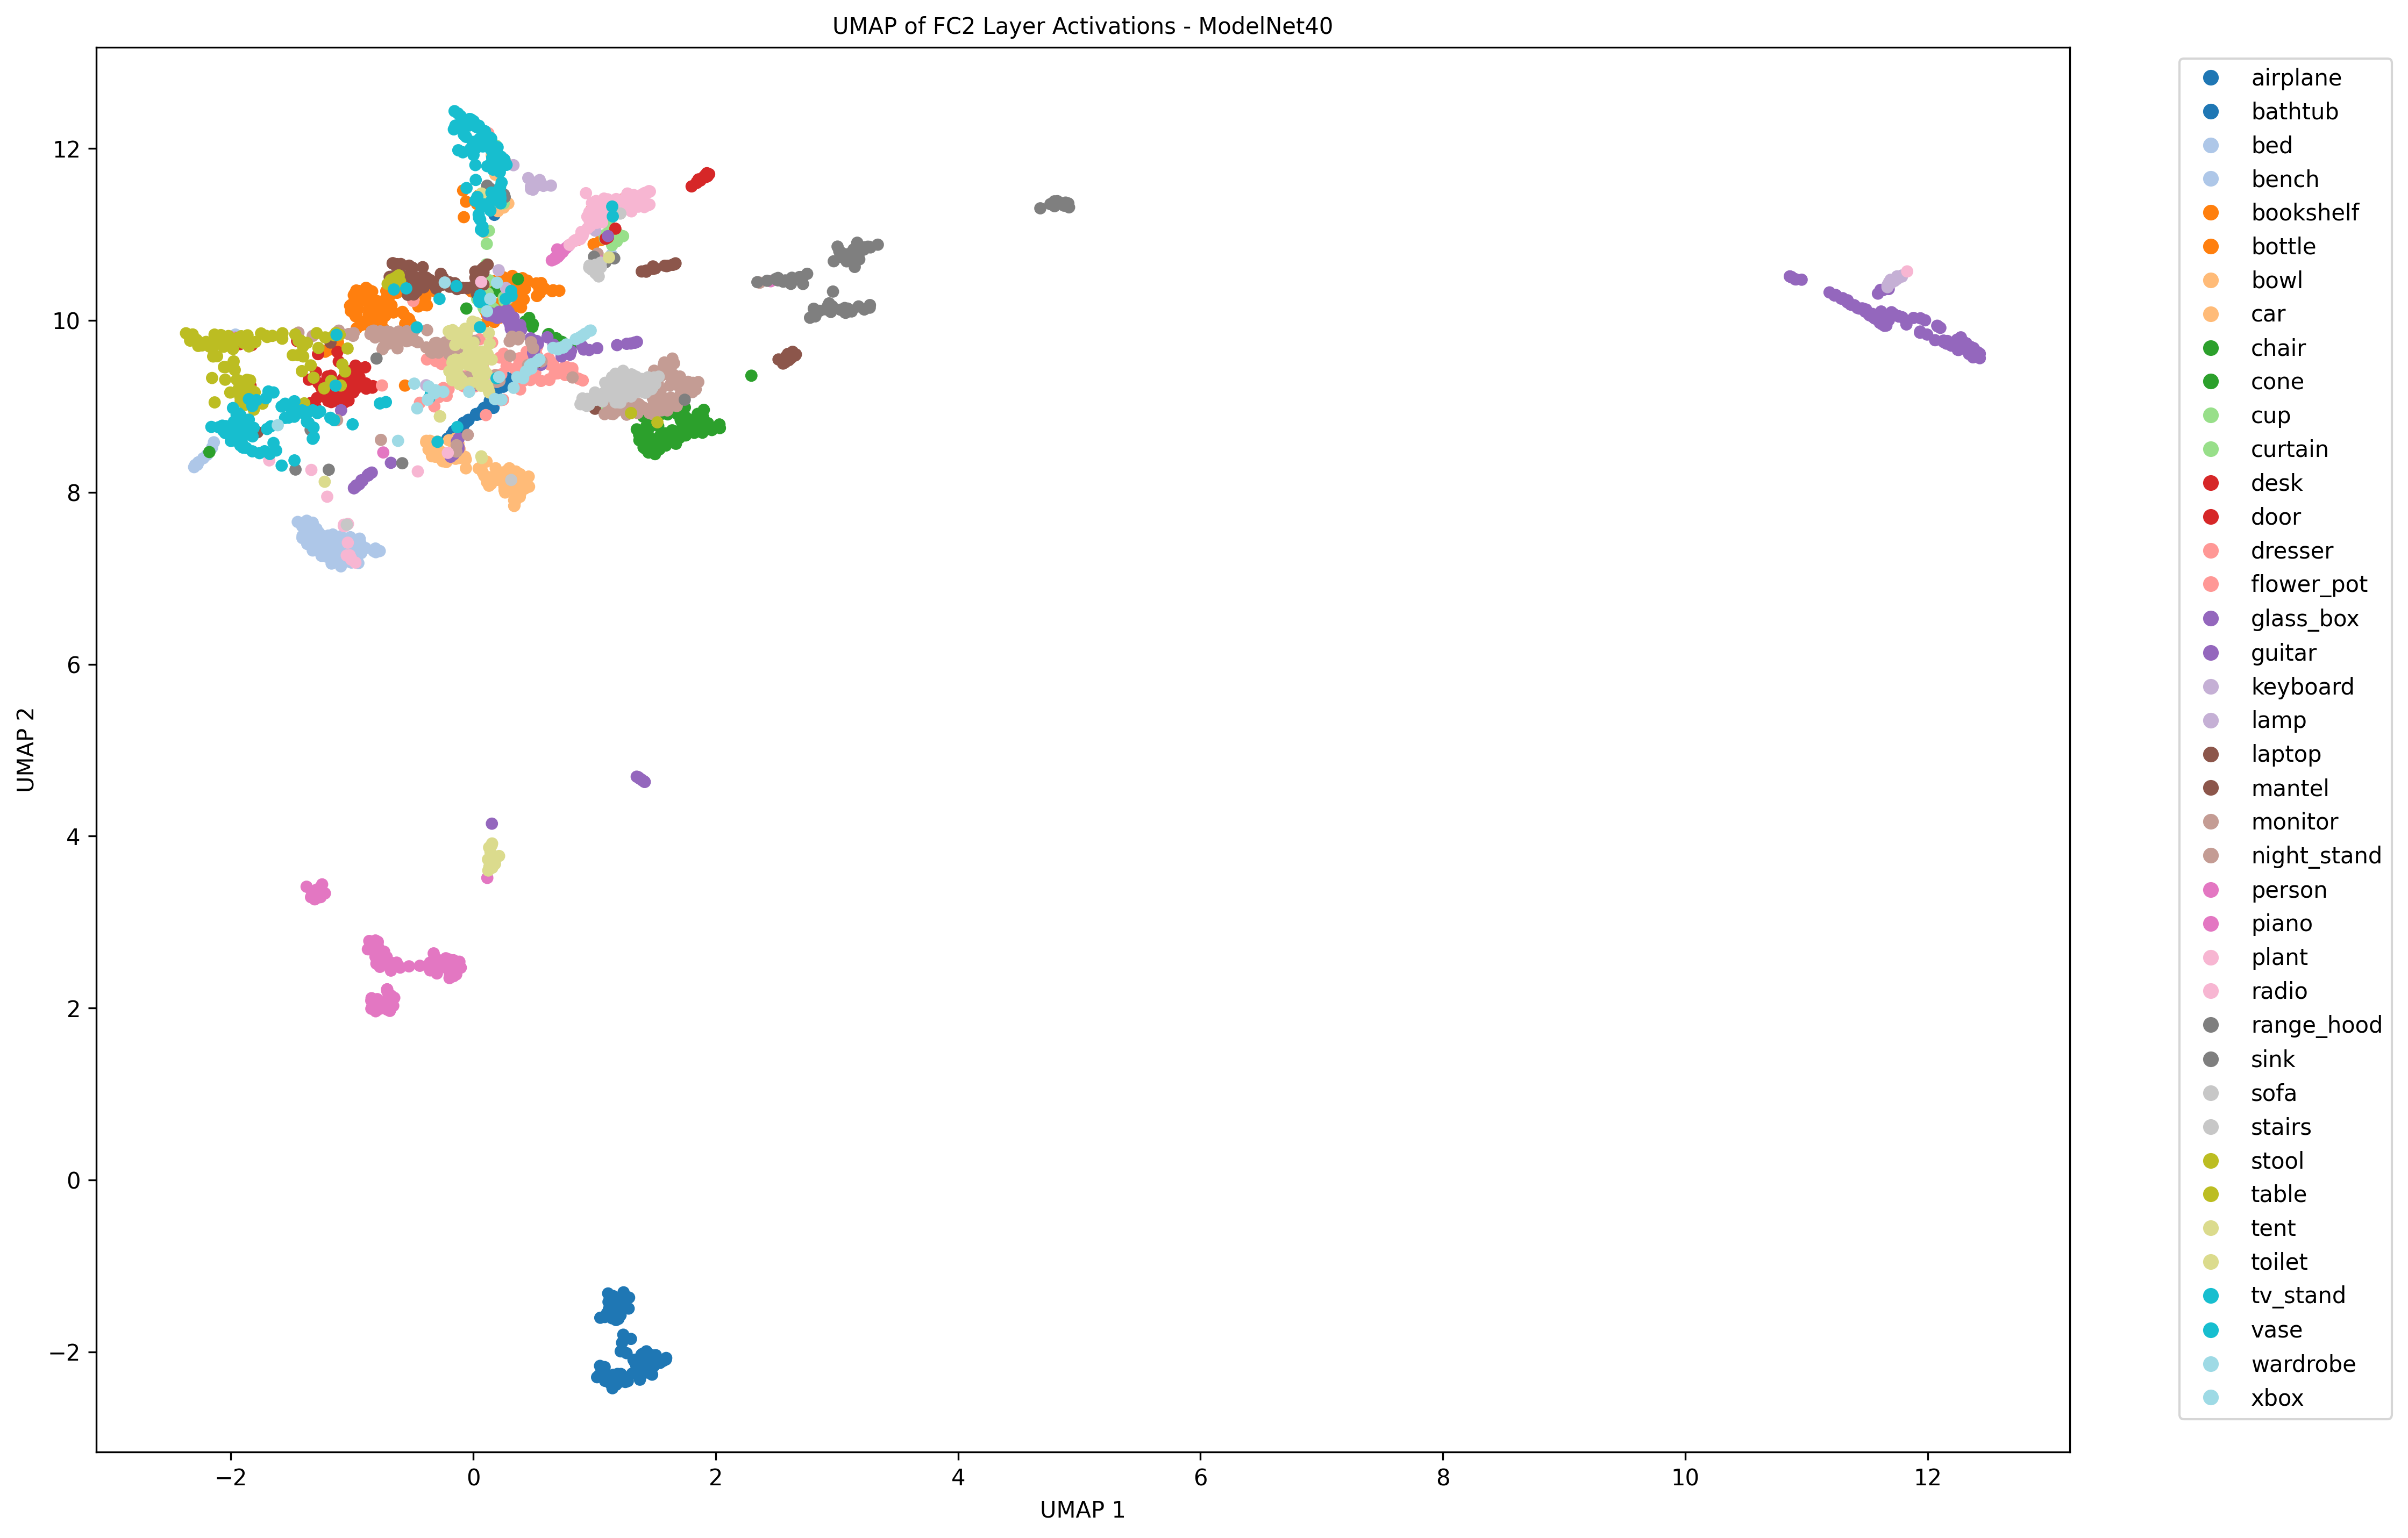 UMAP of FC2 Layer Activations - ModelNet40
12
10
8
6
4
2
0
−2
UMAP 2
−2 0 2 4 6 8 10 12
UMAP 1
airplane
bathtub
bed
bench
bookshelf
bottle
bowl
car
chair
cone
cup
curtain
desk
door
dresser
flower_pot
glass_box
guitar
keyboard
lamp
laptop
mantel
monitor
night_stand
person
piano
plant
radio
range_hood
sink
sofa
stairs
stool
table
tent
toilet
tv_stand
vase
wardrobe
xbox